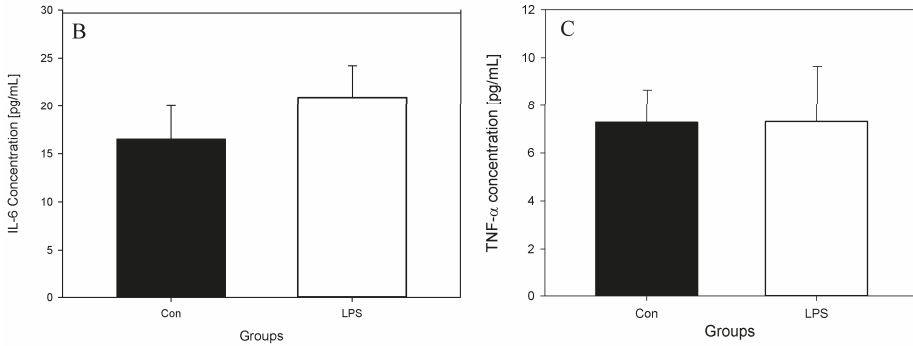 B
IL-6 Concentration [pg/mL]
30
25
20
15
10
5
0
Con LPS
Groups
C
TNF-α concentration [pg/mL]
12
10
8
6
4
2
0
Con LPS
Groups